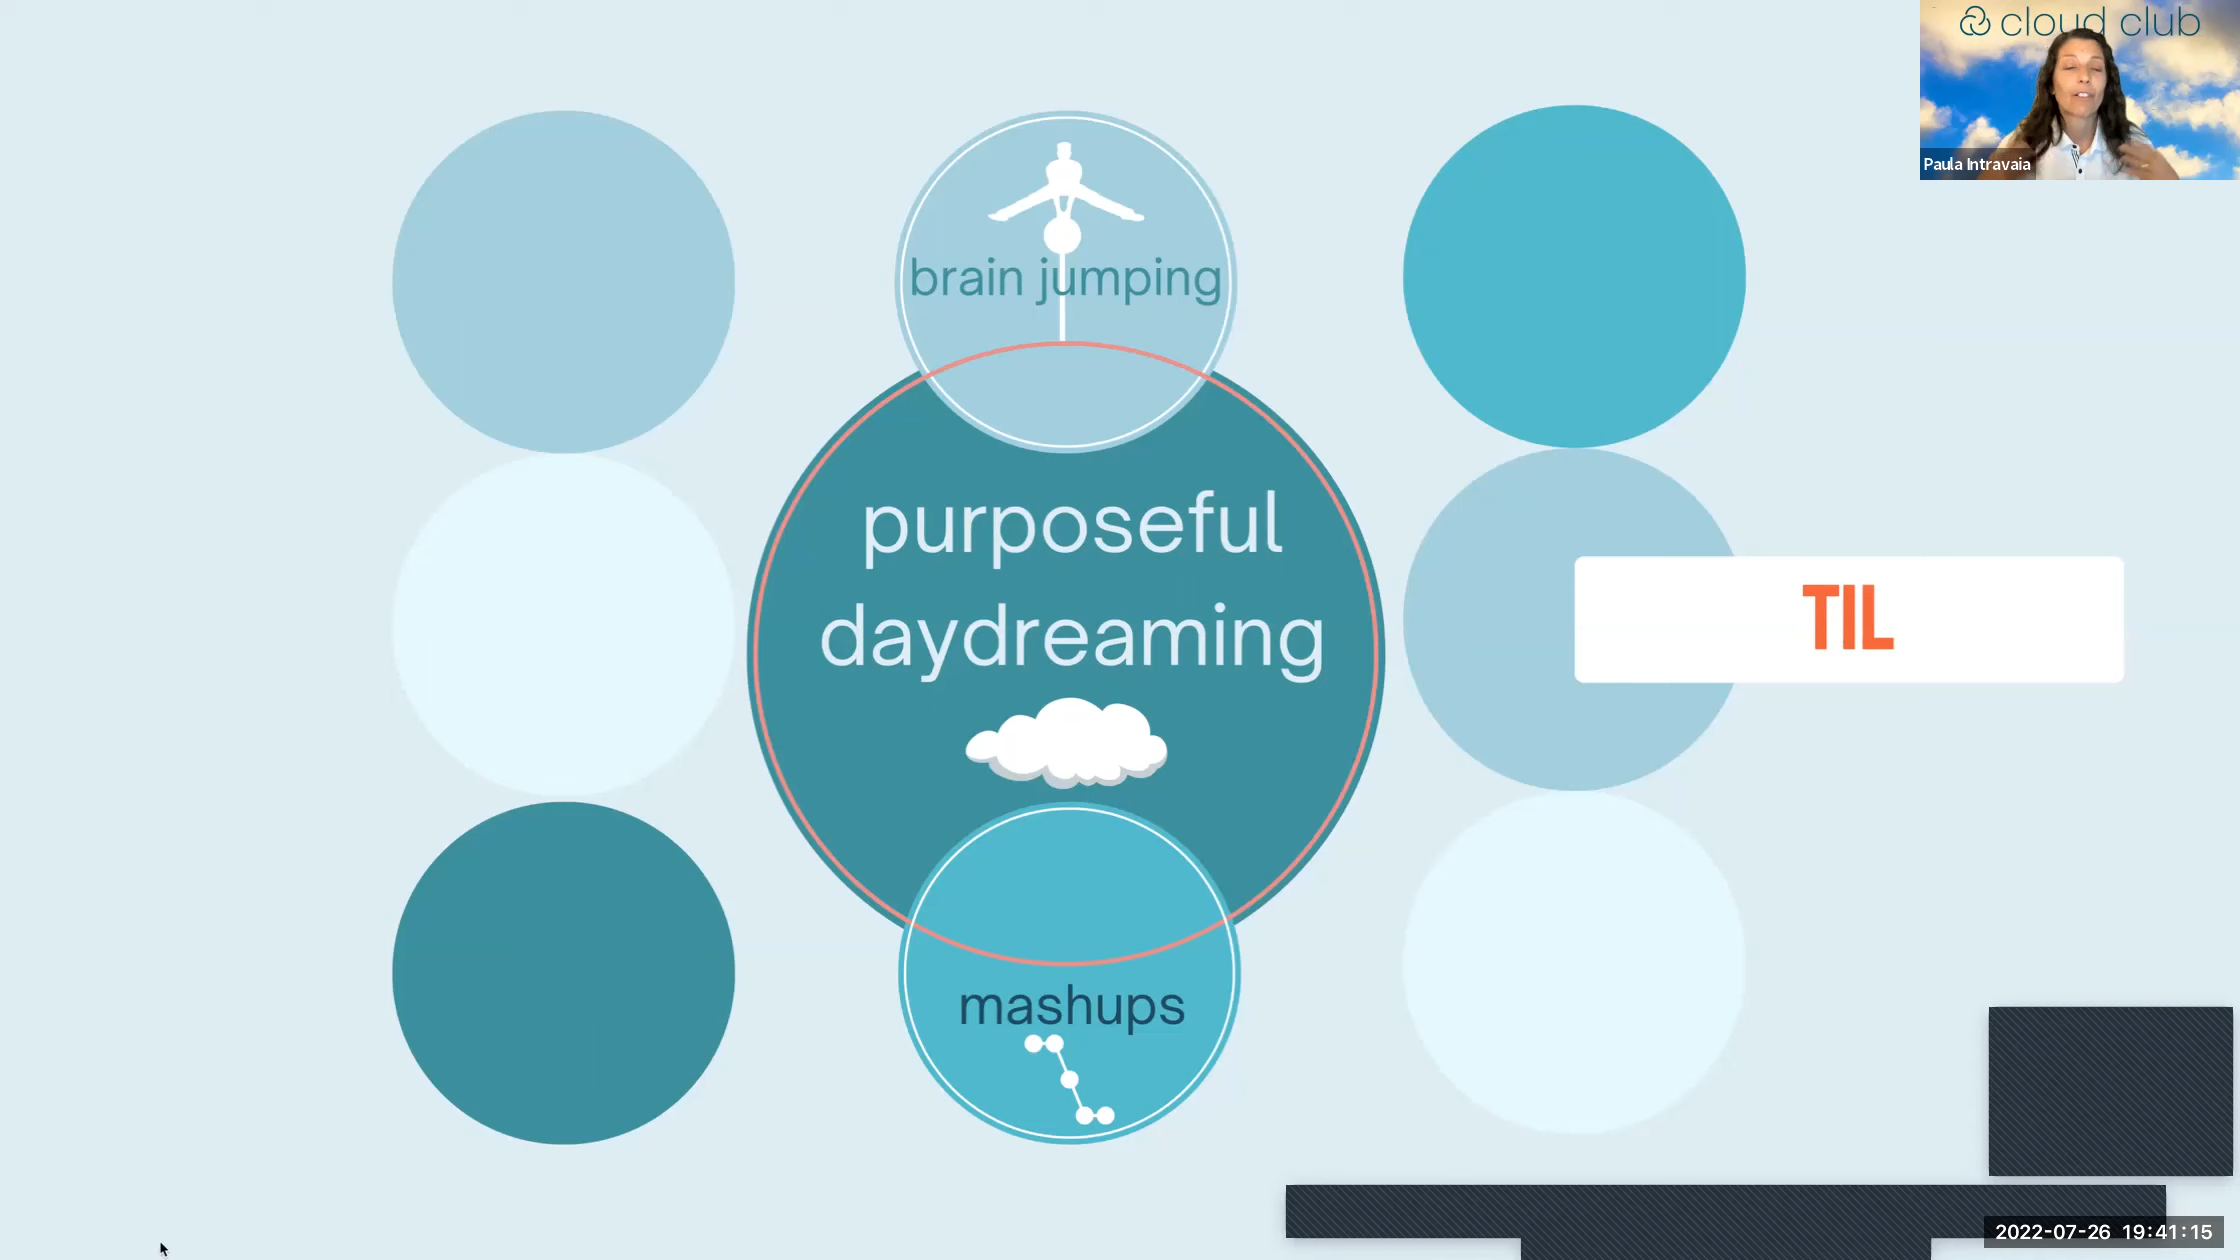 cloud club
Paula Intravaia
brain jumping
purposeful
daydreaming
TIL
mashups
2022-07-26 19:41:15